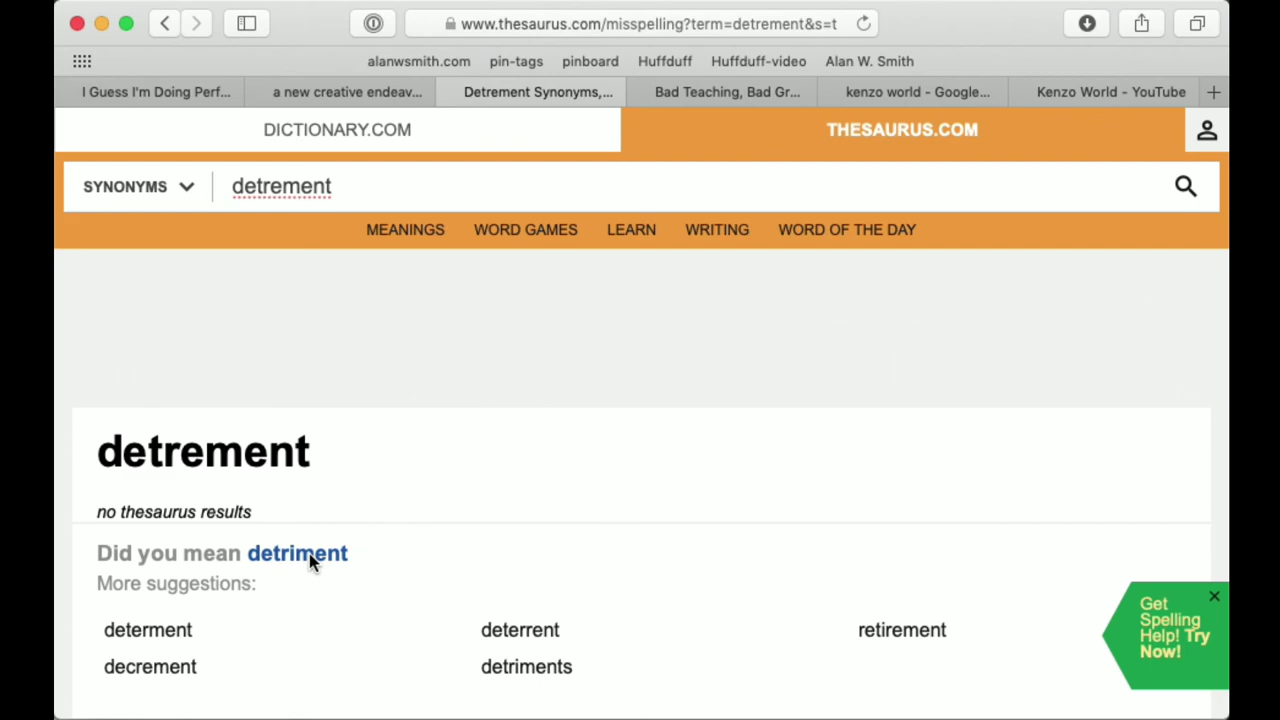 www.thesaurus.com/misspelling?term=detrement&s=t
alanwsmith.com pin-tags pinboard Huffduff Huffduff-video Alan W. Smith
I Guess I'm Doing Perf... a new creative endeav... Detrement Synonyms,... Bad Teaching, Bad Gr... kenzo world - Google... Kenzo World - YouTube
DICTIONARY.COM THESAURUS.COM
SYNONYMS detrement
MEANINGS WORD GAMES LEARN WRITING WORD OF THE DAY
detrement
no thesaurus results
Did you mean detriment
More suggestions:
determent deterrent retirement
decrement detriments
Get
Spelling
Help! Try
Now!